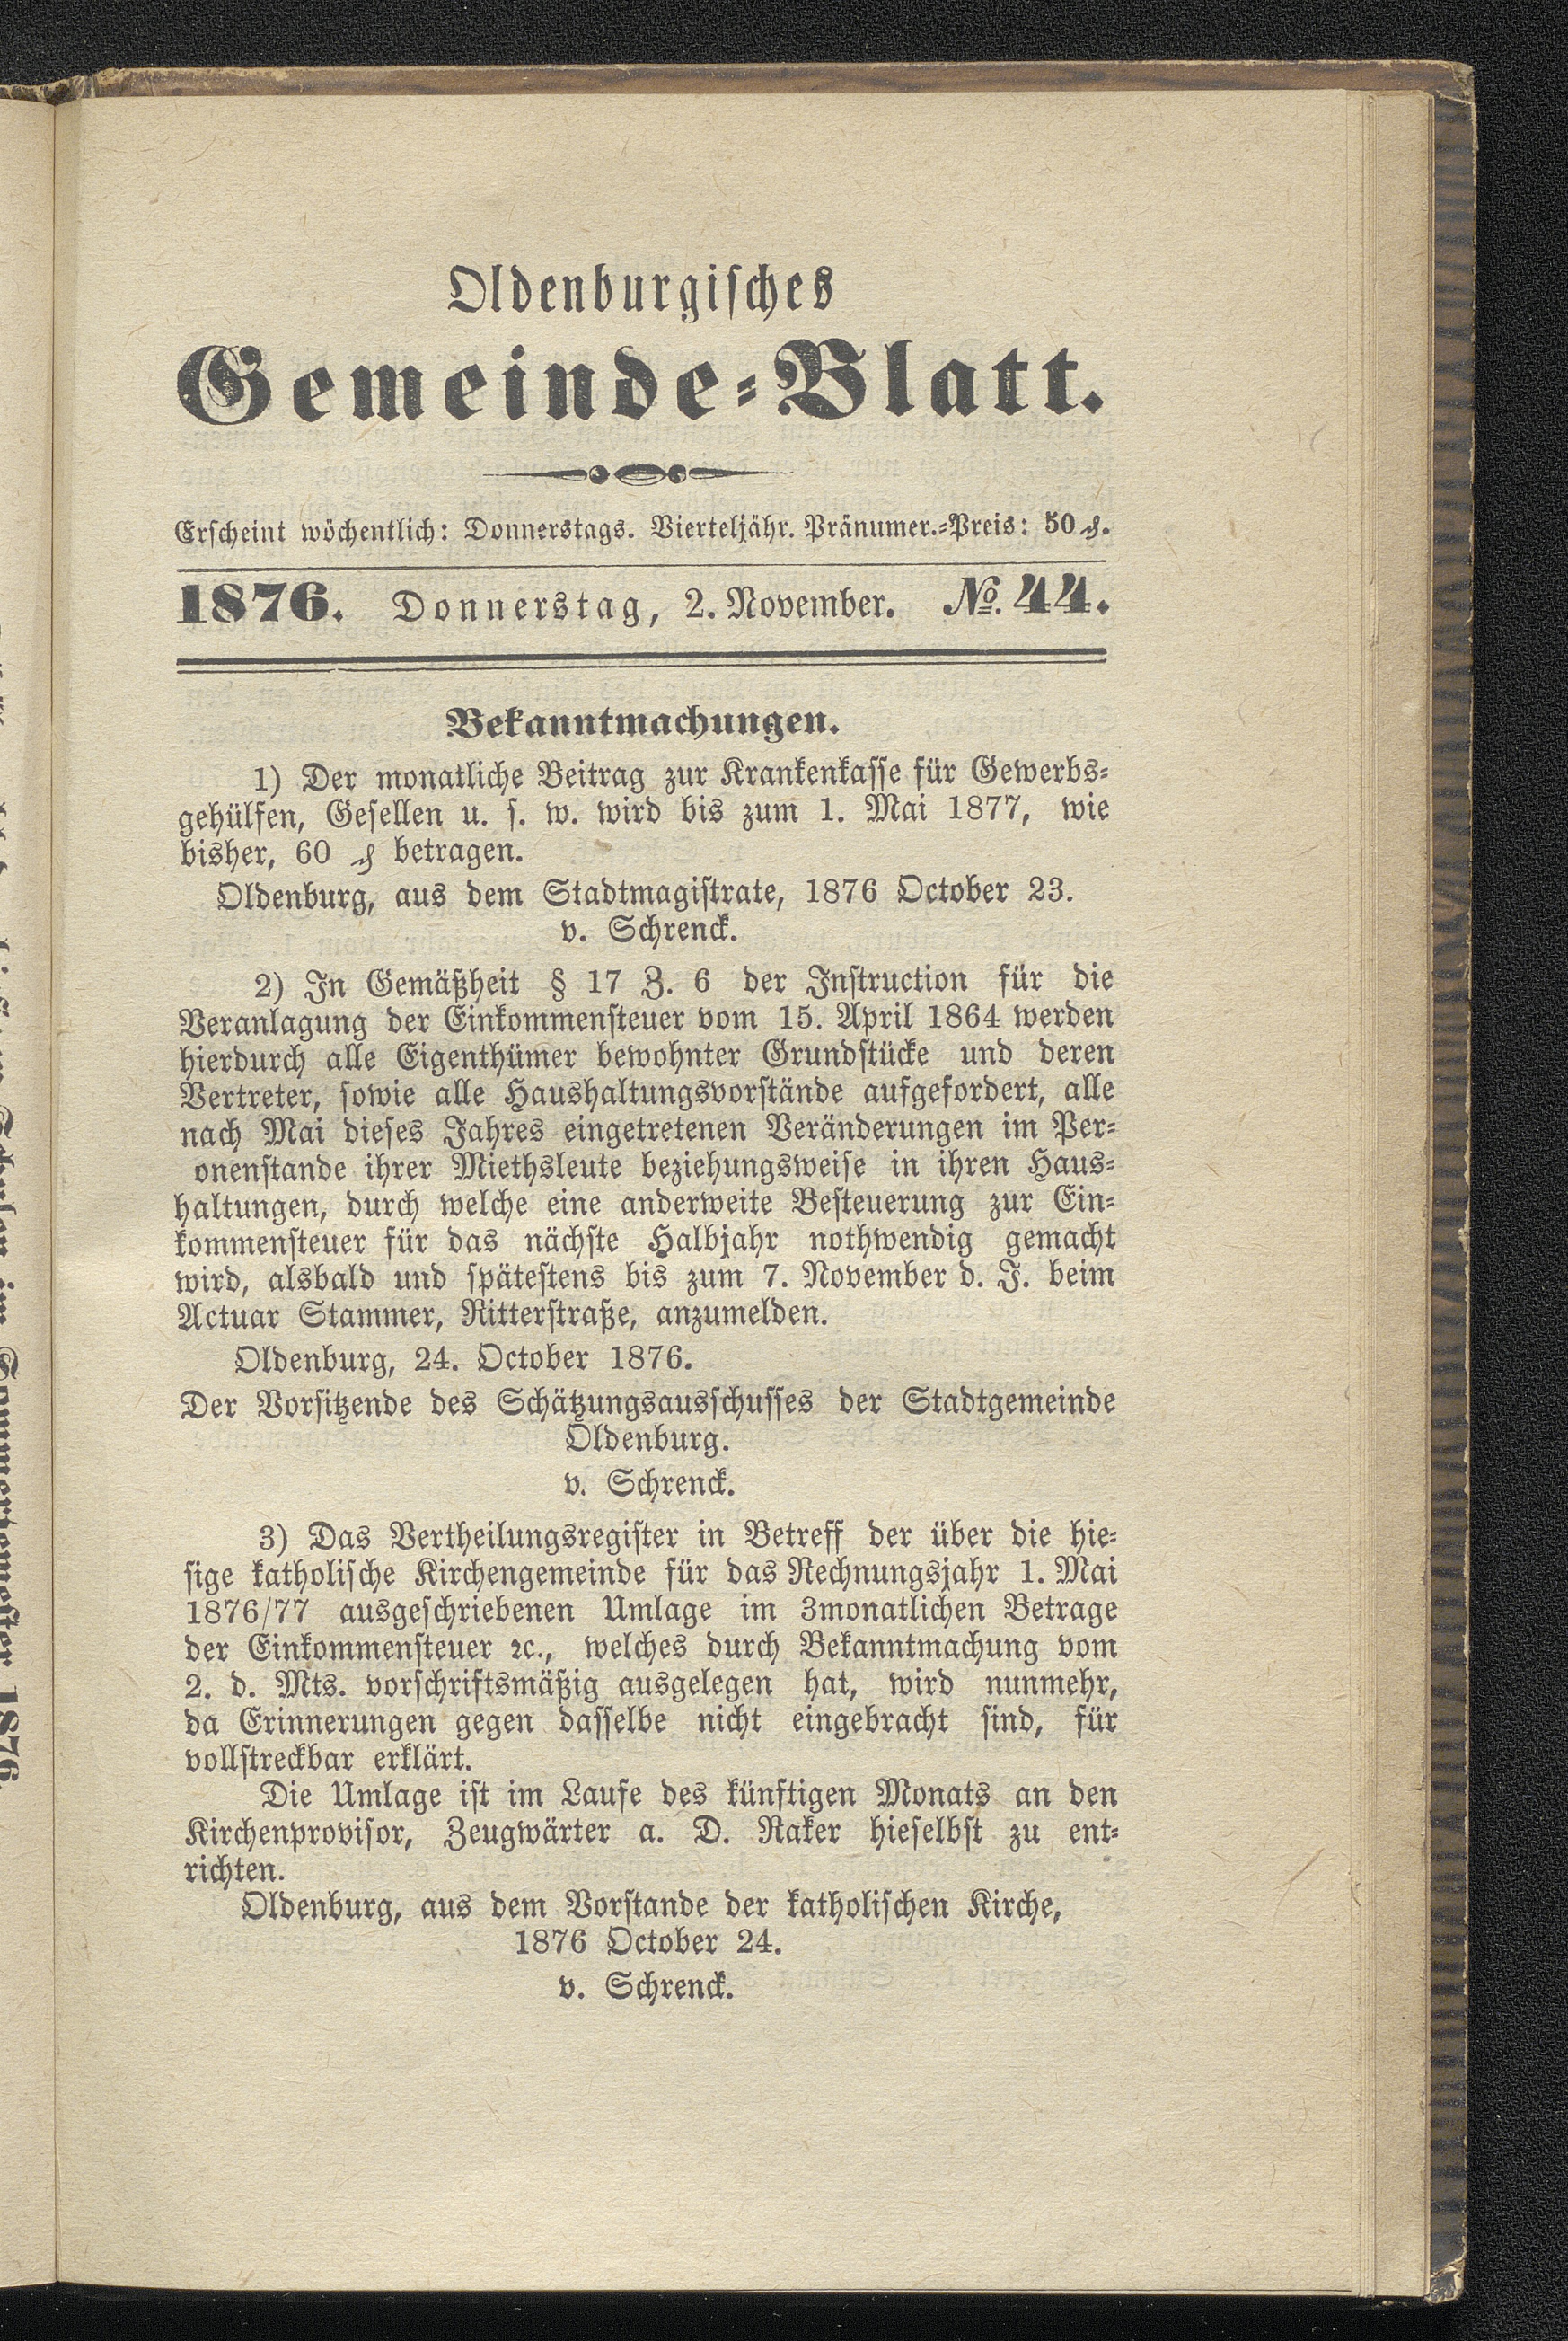 Oldenburgisches
Gemeinde-Blatt.
Erscheint wöchentlich: Donnerstags. Vierteljähr. Pränumer.-Preis: 50 ₰.
1876. Donnerstag, 2. November. №. 44.
Bekanntmachungen.
1) Der monatliche Beitrag zur Krankenkasse für Gewerbs-
gehülfen, Gesellen u. s. w. wird bis zum 1. Mai 1877, wie
bisher, 60 ₰ betragen.
Oldenburg, aus dem Stadtmagistrate, 1876 October 23.
v. Schrenck.
2) In Gemäßheit § 17 Z. 6 der Instruction für die
Veranlagung der Einkommensteuer vom 15. April 1864 werden
hierdurch alle Eigenthümer bewohnter Grundstücke und deren
Vertreter, sowie alle Haushaltungsvorstände aufgefordert, alle
nach Mai dieses Jahres eingetretenen Veränderungen im Per-
onenstande ihrer Miethsleute beziehungsweise in ihren Haus-
haltungen, durch welche eine anderweite Besteuerung zur Ein-
kommensteuer für das nächste Halbjahr nothwendig gemacht
wird, alsbald und spätestens bis zum 7. November d. J. beim
Actuar Stammer, Ritterstraße, anzumelden.
Oldenburg, 24. October 1876.
Der Vorsitzende des Schätzungsausschusses der Stadtgemeinde
Oldenburg.
v. Schrenck.
3) Das Vertheilungsregister in Betreff der über die hie-
sige katholische Kirchengemeinde für das Rechnungsjahr 1. Mai
1876/77 ausgeschriebenen Umlage im 3monatlichen Betrage
der Einkommensteuer ꝛc., welches durch Bekanntmachung vom
2. d. Mts. vorschriftsmäßig ausgelegen hat, wird nunmehr,
da Erinnerungen gegen dasselbe nicht eingebracht sind, für
vollstreckbar erklärt.
Die Umlage ist im Laufe des künftigen Monats an den
Kirchenprovisor, Zeugwärter a. D. Raker hieselbst zu ent-
richten.
Oldenburg, aus dem Vorstande der katholischen Kirche,
1876 October 24.
v. Schrenck.